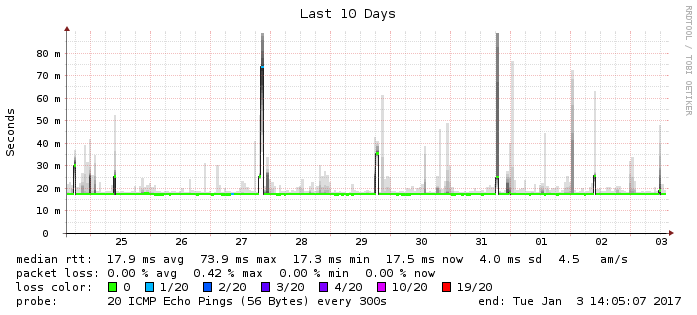 Last 10 Days
RRDTOOL / TOBI OETIKER
Seconds
80 m
70 m
60 m
50 m
40 m
30 m
20 m
10 m
0
25 26 27 28 29 30 31 01 02 03
median rtt: 17.9 ms avg 73.9 ms max 17.3 ms min 17.5 ms now 4.0 ms sd 4.5 am/s
packet loss: 0.00 % avg 0.42 % max 0.00 % min 0.00 % now
loss color: 0 1/20 2/20 3/20 4/20 10/20 19/20
probe: 20 ICMP Echo Pings (56 Bytes) every 300s end: Tue Jan 3 14:05:07 2017